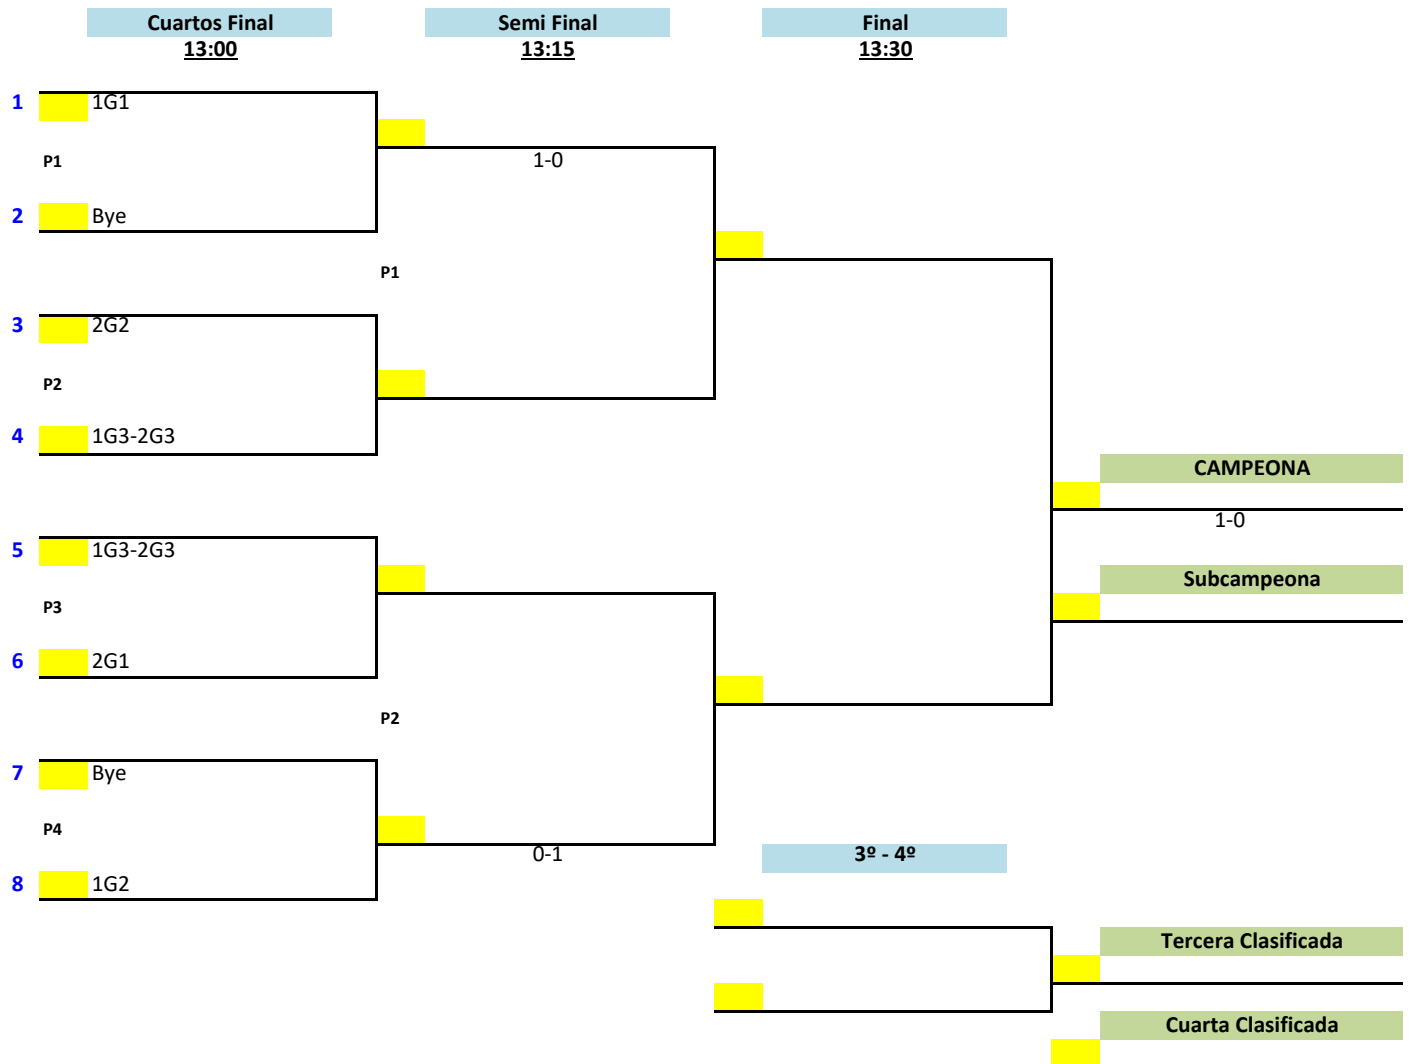 Cuartos Final
Semi Final
Final
13:00
13:15
13:30
1 1G1
P1
1-0
2 Bye
P1
3 2G2
P2
4 1G3-2G3
CAMPEONA
1-0
5 1G3-2G3
Subcampeona
P3
6 2G1
P2
7 Bye
P4
0-1
3º - 4º
8 1G2
Tercera Clasificada
Cuarta Clasificada